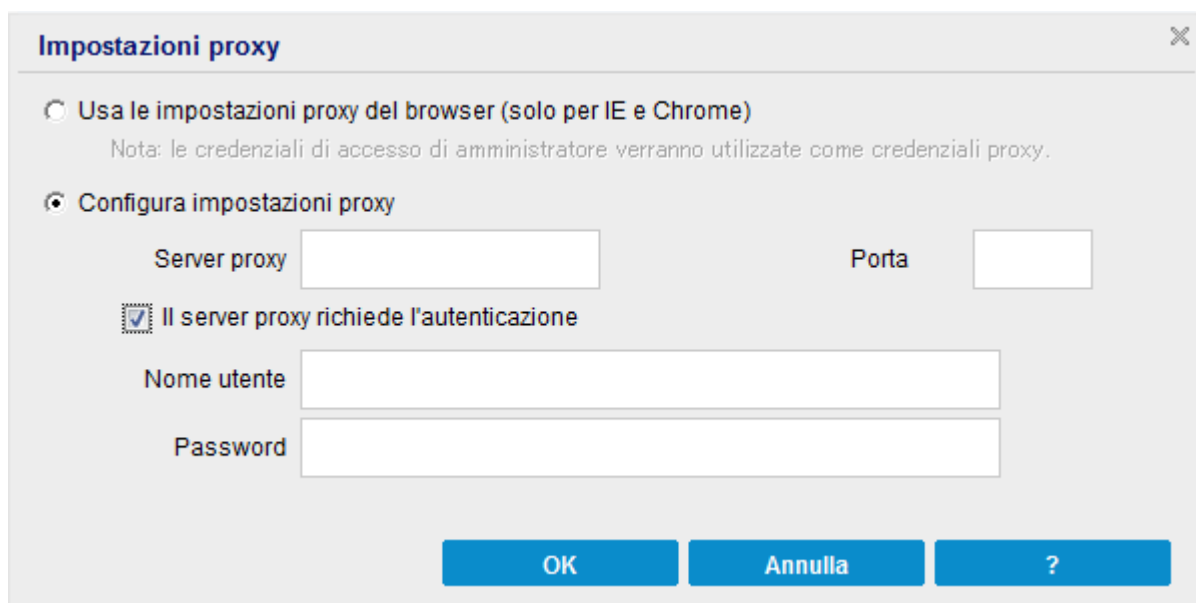 Impostazioni proxy
Usa le impostazioni proxy del browser (solo per IE e Chrome)
Nota: le credenziali di accesso di amministratore verranno utilizzate come credenziali proxy.
Configura impostazioni proxy
Server proxy Porta
Il server proxy richiede l'autenticazione
Nome utente
Password
OK Annulla ?